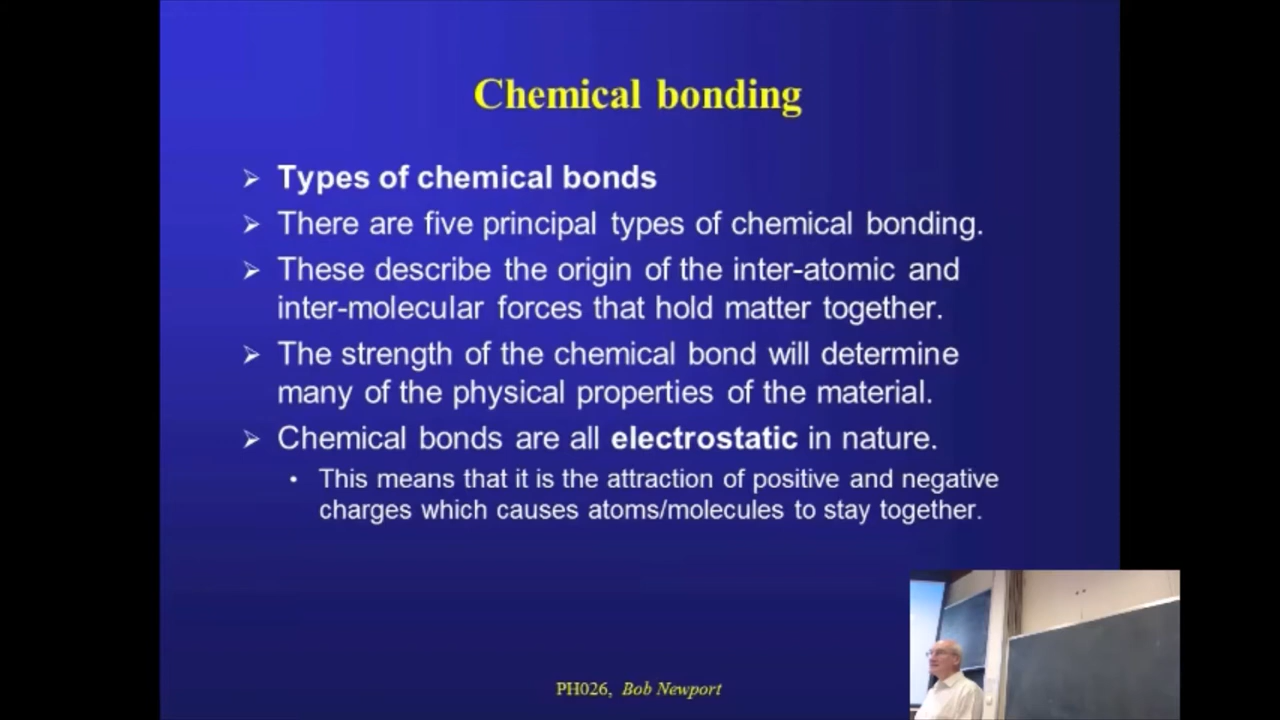 Chemical bonding
Types of chemical bonds
There are five principal types of chemical bonding.
These describe the origin of the inter-atomic and
inter-molecular forces that hold matter together.
The strength of the chemical bond will determine
many of the physical properties of the material.
Chemical bonds are all electrostatic in nature.
This means that it is the attraction of positive and negative
charges which causes atoms/molecules to stay together.
PH026, Bob Newport